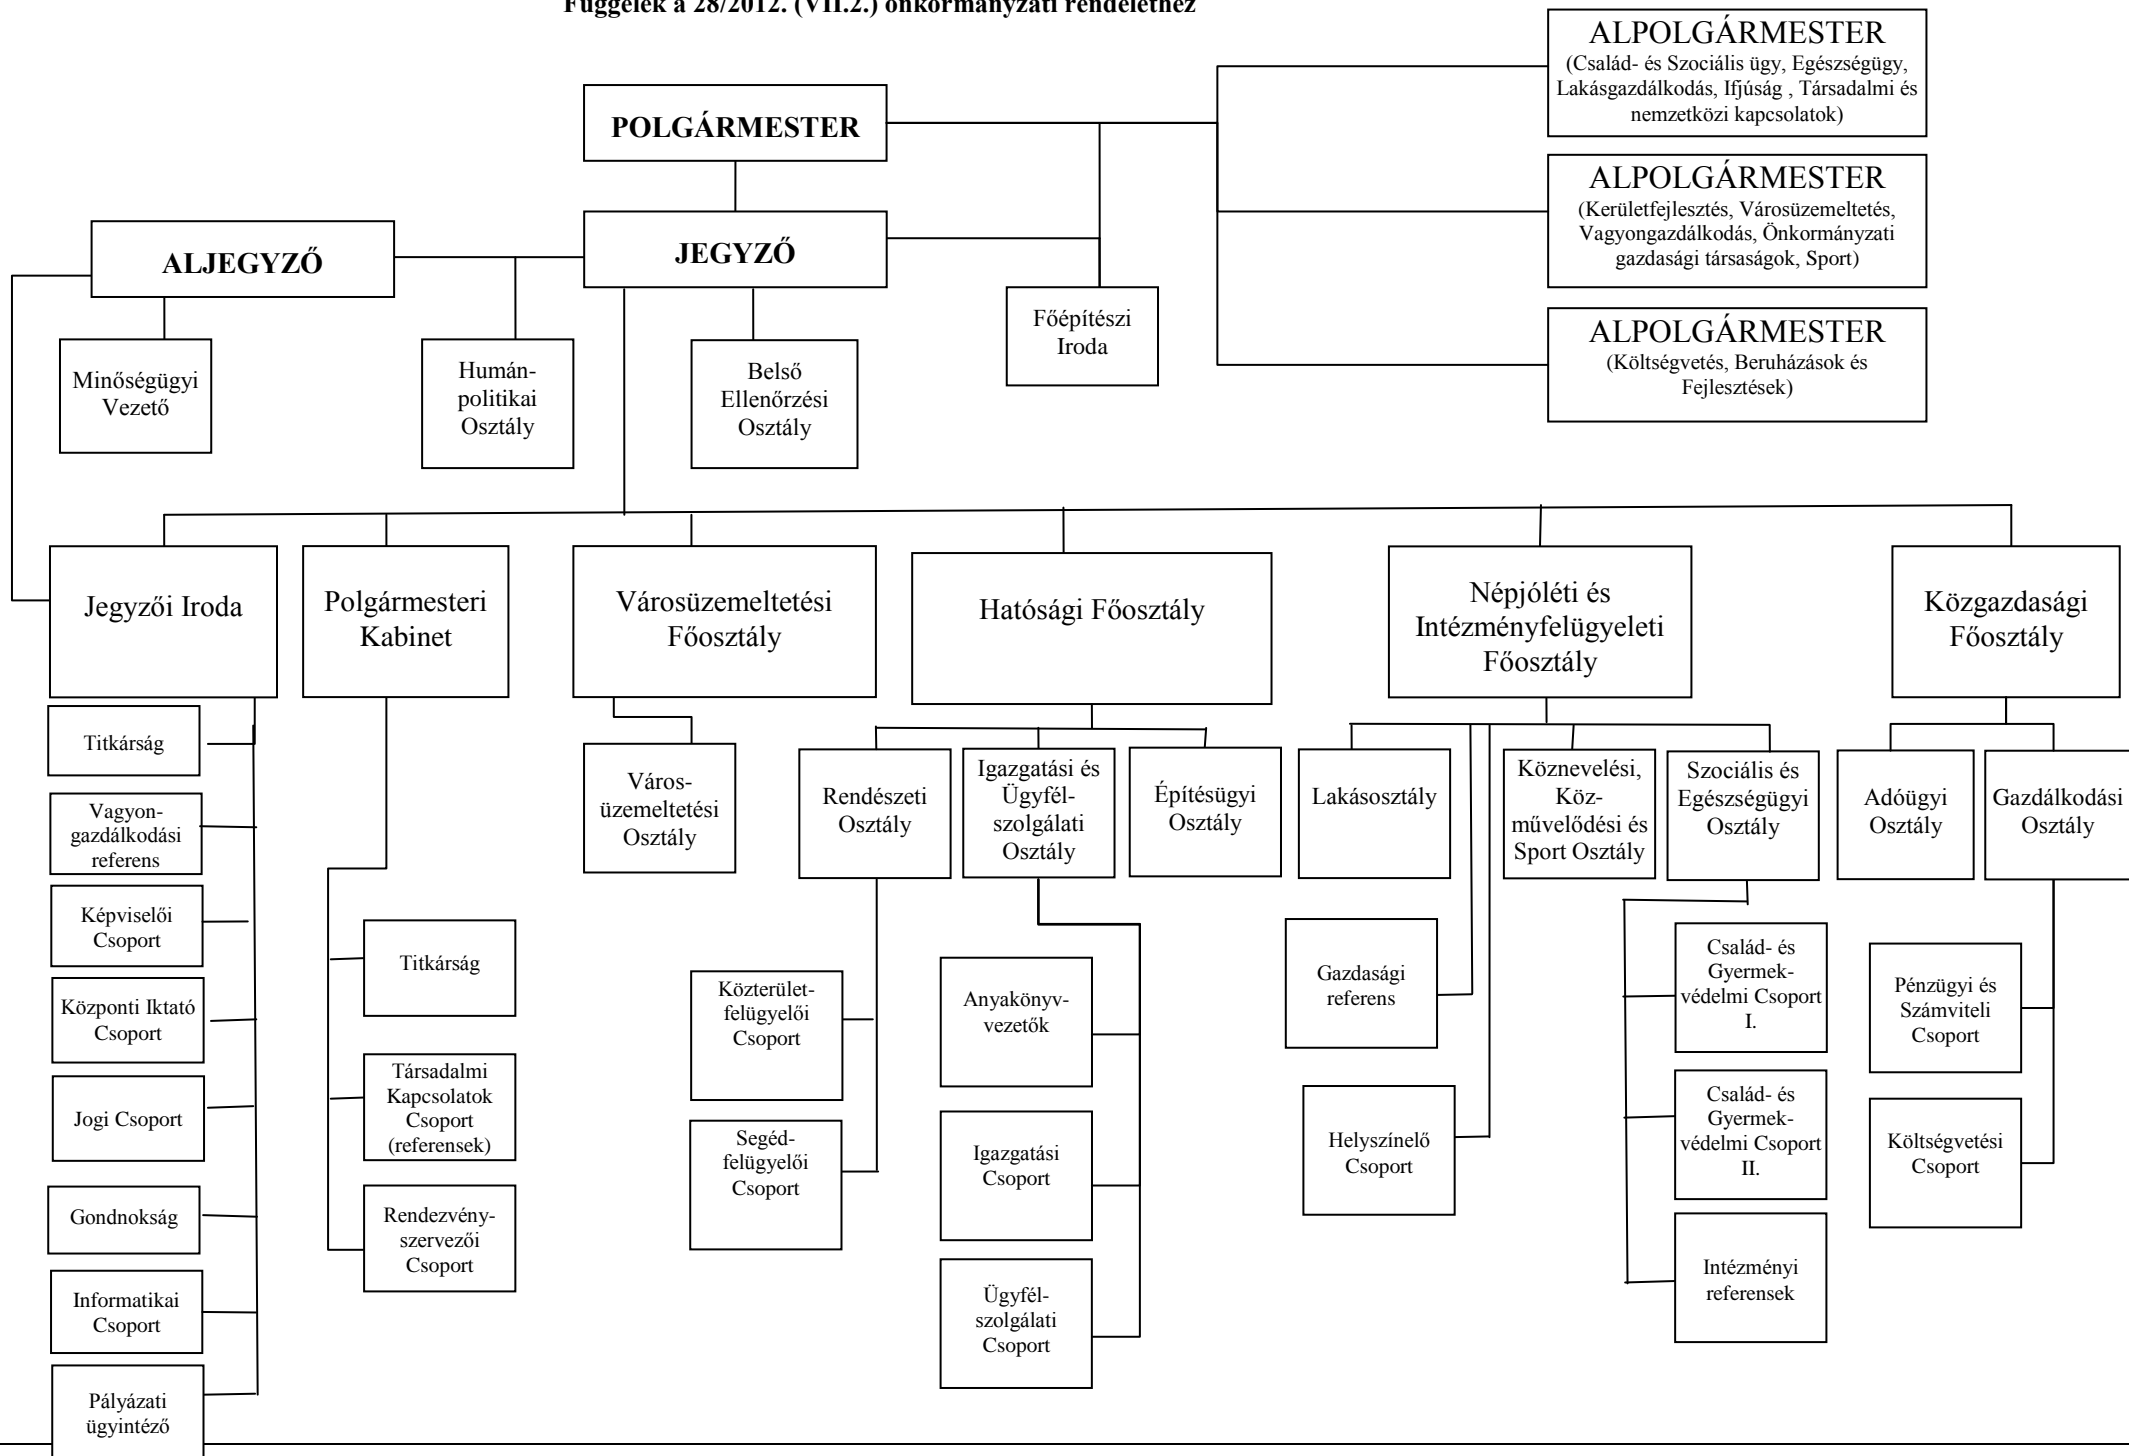 Függelék a 28/2012. (VII.2.) önkormányzati rendelethez
ALPOLGÁRMESTER
(Család- és Szociális ügy, Egészségügy,
Lakásgazdálkodás, Ifjúság , Társadalmi és
nemzetközi kapcsolatok)
POLGÁRMESTER
ALPOLGÁRMESTER
(Kerületfejlesztés, Városüzemeltetés,
Vagyongazdálkodás, Önkormányzati
gazdasági társaságok, Sport)
ALJEGYZŐ
JEGYZŐ
Főépítészi
Iroda
ALPOLGÁRMESTER
(Költségvetés, Beruházások és
Fejlesztések)
Minőségügyi
Vezető
Humán-
politikai
Osztály
Belső
Ellenőrzési
Osztály
Jegyzői Iroda
Polgármesteri
Kabinet
Városüzemeltetési
Főosztály
Hatósági Főosztály
Népjóléti és
Intézményfelügyeleti
Főosztály
Közgazdasági
Főosztály
Titkárság
Vagyon-
gazdálkodási
referens
Képviselői
Csoport
Központi Iktató
Csoport
Jogi Csoport
Gondnokság
Informatikai
Csoport
Pályázati
ügyintéző
Titkárság
Társadalmi
Kapcsolatok
Csoport
(referensek)
Rendezvény-
szervezői
Csoport
Város-
üzemeltetési
Osztály
Rendészeti
Osztály
Igazgatási és
Ügyfél-
szolgálati
Osztály
Építésügyi
Osztály
Közterület-
felügyelői
Csoport
Segéd-
felügyelői
Csoport
Anyakönyv-
vezetők
Igazgatási
Csoport
Ügyfél-
szolgálati
Csoport
Lakásosztály
Köznevelési,
Köz-
művelődési és
Sport Osztály
Szociális és
Egészségügyi
Osztály
Gazdasági
referens
Helyszínelő
Csoport
Család- és
Gyermek-
védelmi Csoport
I.
Család- és
Gyermek-
védelmi Csoport
II.
Intézményi
referensek
Adóügyi
Osztály
Gazdálkodási
Osztály
Pénzügyi és
Számviteli
Csoport
Költségvetési
Csoport